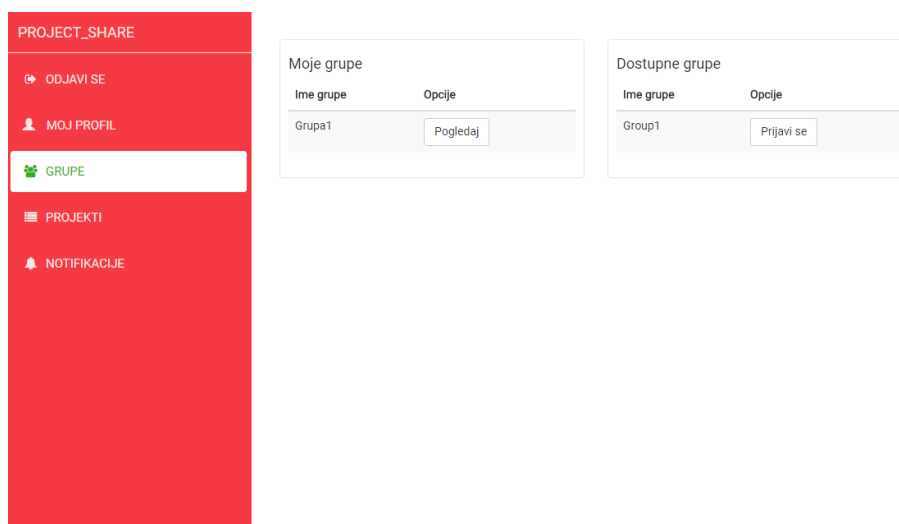 PROJECT_SHARE
ODJAVI SE
MOJ PROFIL
GRUPE
PROJEKTI
NOTIFIKACIJE
Moje grupe
Ime grupe Opcije
Grupa1 Pogledaj
Dostupne grupe
Ime grupe Opcije
Group1 Prijavi se